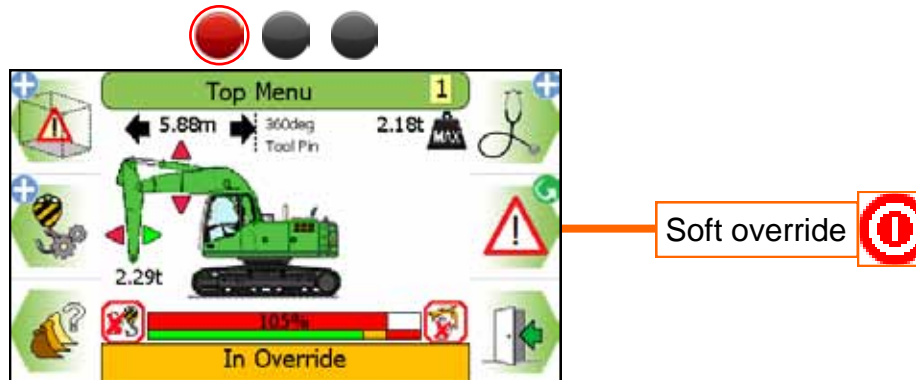 Top Menu 1
5.88m 360deg 2.18t MAX
Tool Pin
Soft override
2.29t
105%
In Override